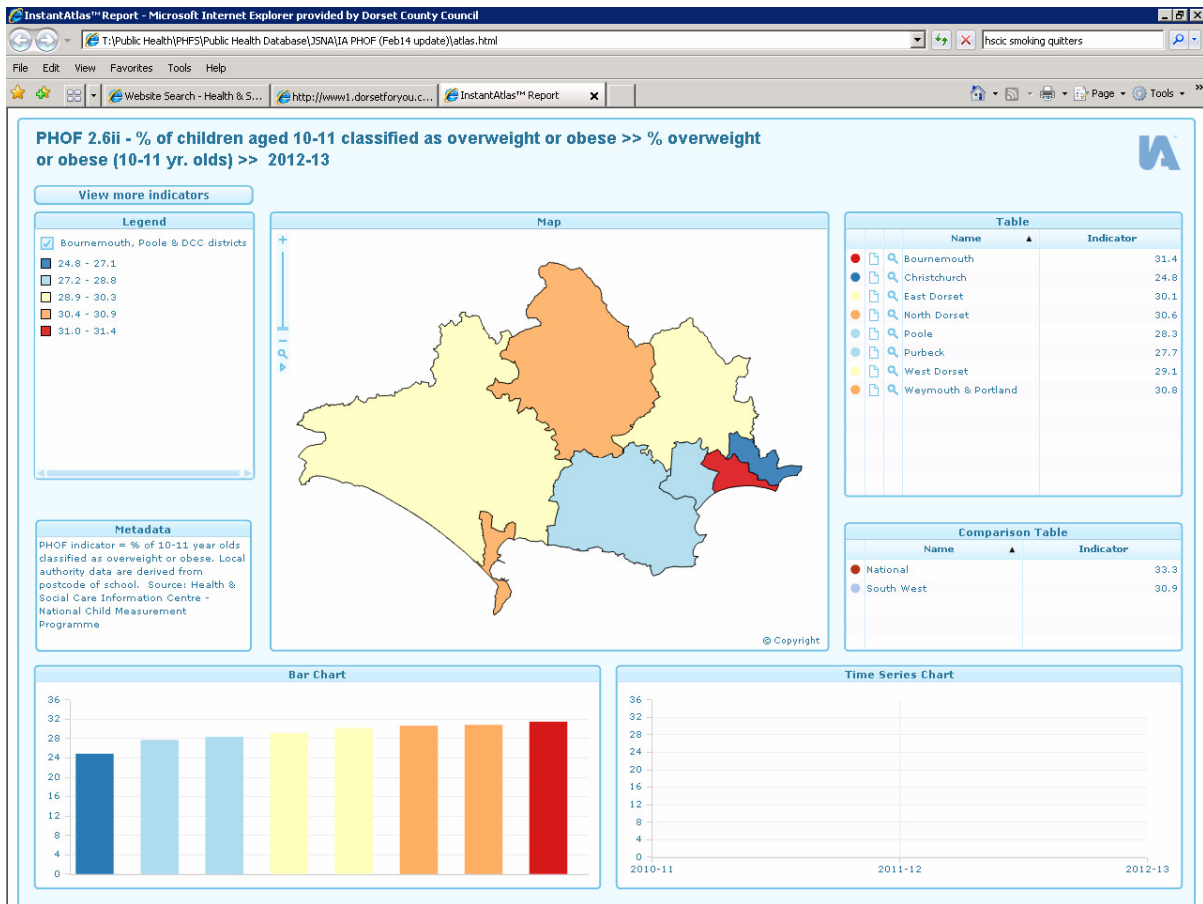 InstantAtlas™ Report - Microsoft Internet Explorer provided by Dorset County Council
T:\Public Health\PHFS\Public Health Database\JSNA\IA PHOF (Feb14 update)\atlas.html
hscic smoking quitters
File Edit View Favorites Tools Help
Website Search - Health & S...
http://www1.dorsetforyou.c...
InstantAtlas™ Report
Page
Tools
PHOF 2.6ii - % of children aged 10-11 classified as overweight or obese >> % overweight
or obese (10-11 yr. olds) >> 2012-13
IA
View more indicators
Legend
Bournemouth, Poole & DCC districts
24.8 - 27.1
27.2 - 28.8
28.9 - 30.3
30.4 - 30.9
31.0 - 31.4
Map
© Copyright
Table
Name Indicator
Bournemouth 31.4
Christchurch 24.8
East Dorset 30.1
North Dorset 30.6
Poole 28.3
Purbeck 27.7
West Dorset 29.1
Weymouth & Portland 30.8
Metadata
PHOF indicator = % of 10-11 year olds
classified as overweight or obese. Local
authority data are derived from
postcode of school. Source: Health &
Social Care Information Centre -
National Child Measurement
Programme
Comparison Table
Name Indicator
National 33.3
South West 30.9
Bar Chart
36
32
28
24
20
16
12
8
4
0
Time Series Chart
36
32
28
24
20
16
12
8
4
0
2010-11 2011-12 2012-13